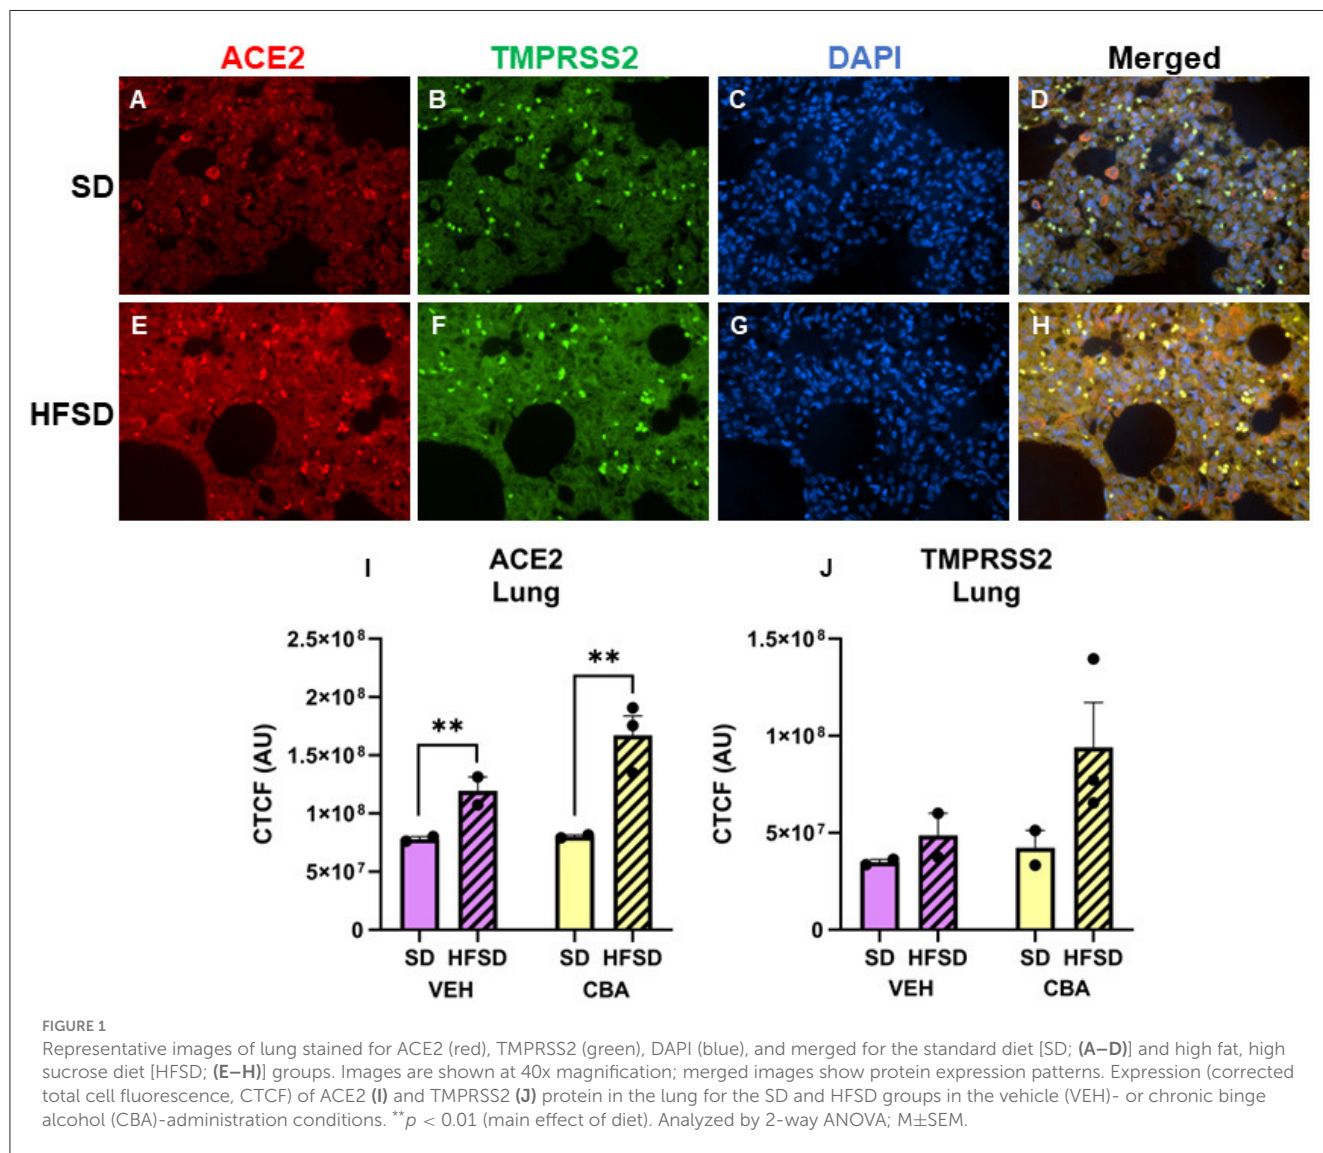 ACE2 TMPRSS2 DAPI Merged
SD
A B C D
HFSD
E F G H
I ACE2
Lung
CTCF (AU)
2.5×10⁸
2×10⁸
1.5×10⁸
1×10⁸
5×10⁷
0
** **
SD HFSD SD HFSD
VEH CBA
J TMPRSS2
Lung
CTCF (AU)
1.5×10⁸
1×10⁸
5×10⁷
0
SD HFSD SD HFSD
VEH CBA
FIGURE 1
Representative images of lung stained for ACE2 (red), TMPRSS2 (green), DAPI (blue), and merged for the standard diet [SD; (A–D)] and high fat, high
sucrose diet [HFSD; (E–H)] groups. Images are shown at 40x magnification; merged images show protein expression patterns. Expression (corrected
total cell fluorescence, CTCF) of ACE2 (I) and TMPRSS2 (J) protein in the lung for the SD and HFSD groups in the vehicle (VEH)- or chronic binge
alcohol (CBA)-administration conditions. **p < 0.01 (main effect of diet). Analyzed by 2-way ANOVA; M±SEM.